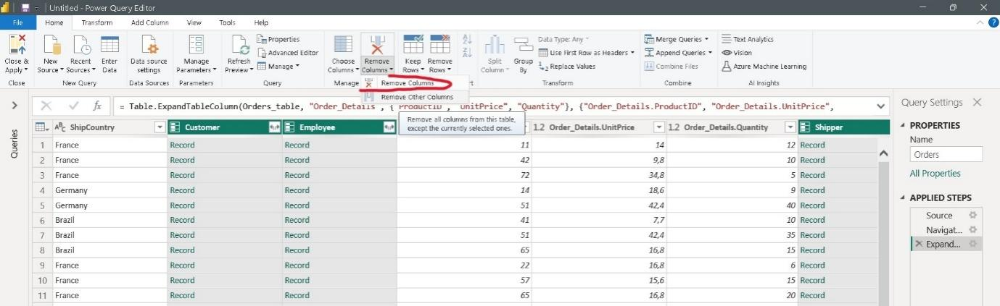 Untitled - Power Query Editor
File Home Transform Add Column View Tools Help
Close & Apply
New Source
Recent Sources
Enter Data
Data source settings
Manage Parameters
Refresh Preview
Properties
Advanced Editor
Manage
Choose Columns
Remove Columns
Keep Rows
Remove Rows
Split Column
Group By
Data Type: Any
Use First Row as Headers
Replace Values
Merge Queries
Append Queries
Combine Files
Text Analytics
Vision
Azure Machine Learning
Close New Query Data Sources Parameters Query Manage t Transform Combine AI Insights
Remove Columns
Remove Other Columns
Remove all columns from this table,
except the currently selected ones.
= Table.ExpandTableColumn(Orders_table, "Order_Details", {"ProductID", "UnitPrice", "Quantity"}, {"Order_Details.ProductID", "Order_Details.UnitPrice",
Queries
ABC ShipCountry Customer Employee 1.2 Order_Details.UnitPrice 1.2 Order_Details.Quantity Shipper
1 France Record Record 11 14 12 Record
2 France Record Record 42 9,8 10 Record
3 France Record Record 72 34,8 5 Record
4 Germany Record Record 14 18,6 9 Record
5 Germany Record Record 51 42,4 40 Record
6 Brazil Record Record 41 7,7 10 Record
7 Brazil Record Record 51 42,4 35 Record
8 Brazil Record Record 65 16,8 15 Record
9 France Record Record 22 16,8 6 Record
10 France Record Record 57 15,6 15 Record
11 France Record Record 65 16,8 20 Record
Query Settings
PROPERTIES
Name
Orders
All Properties
APPLIED STEPS
Source
Navigat...
Expand...